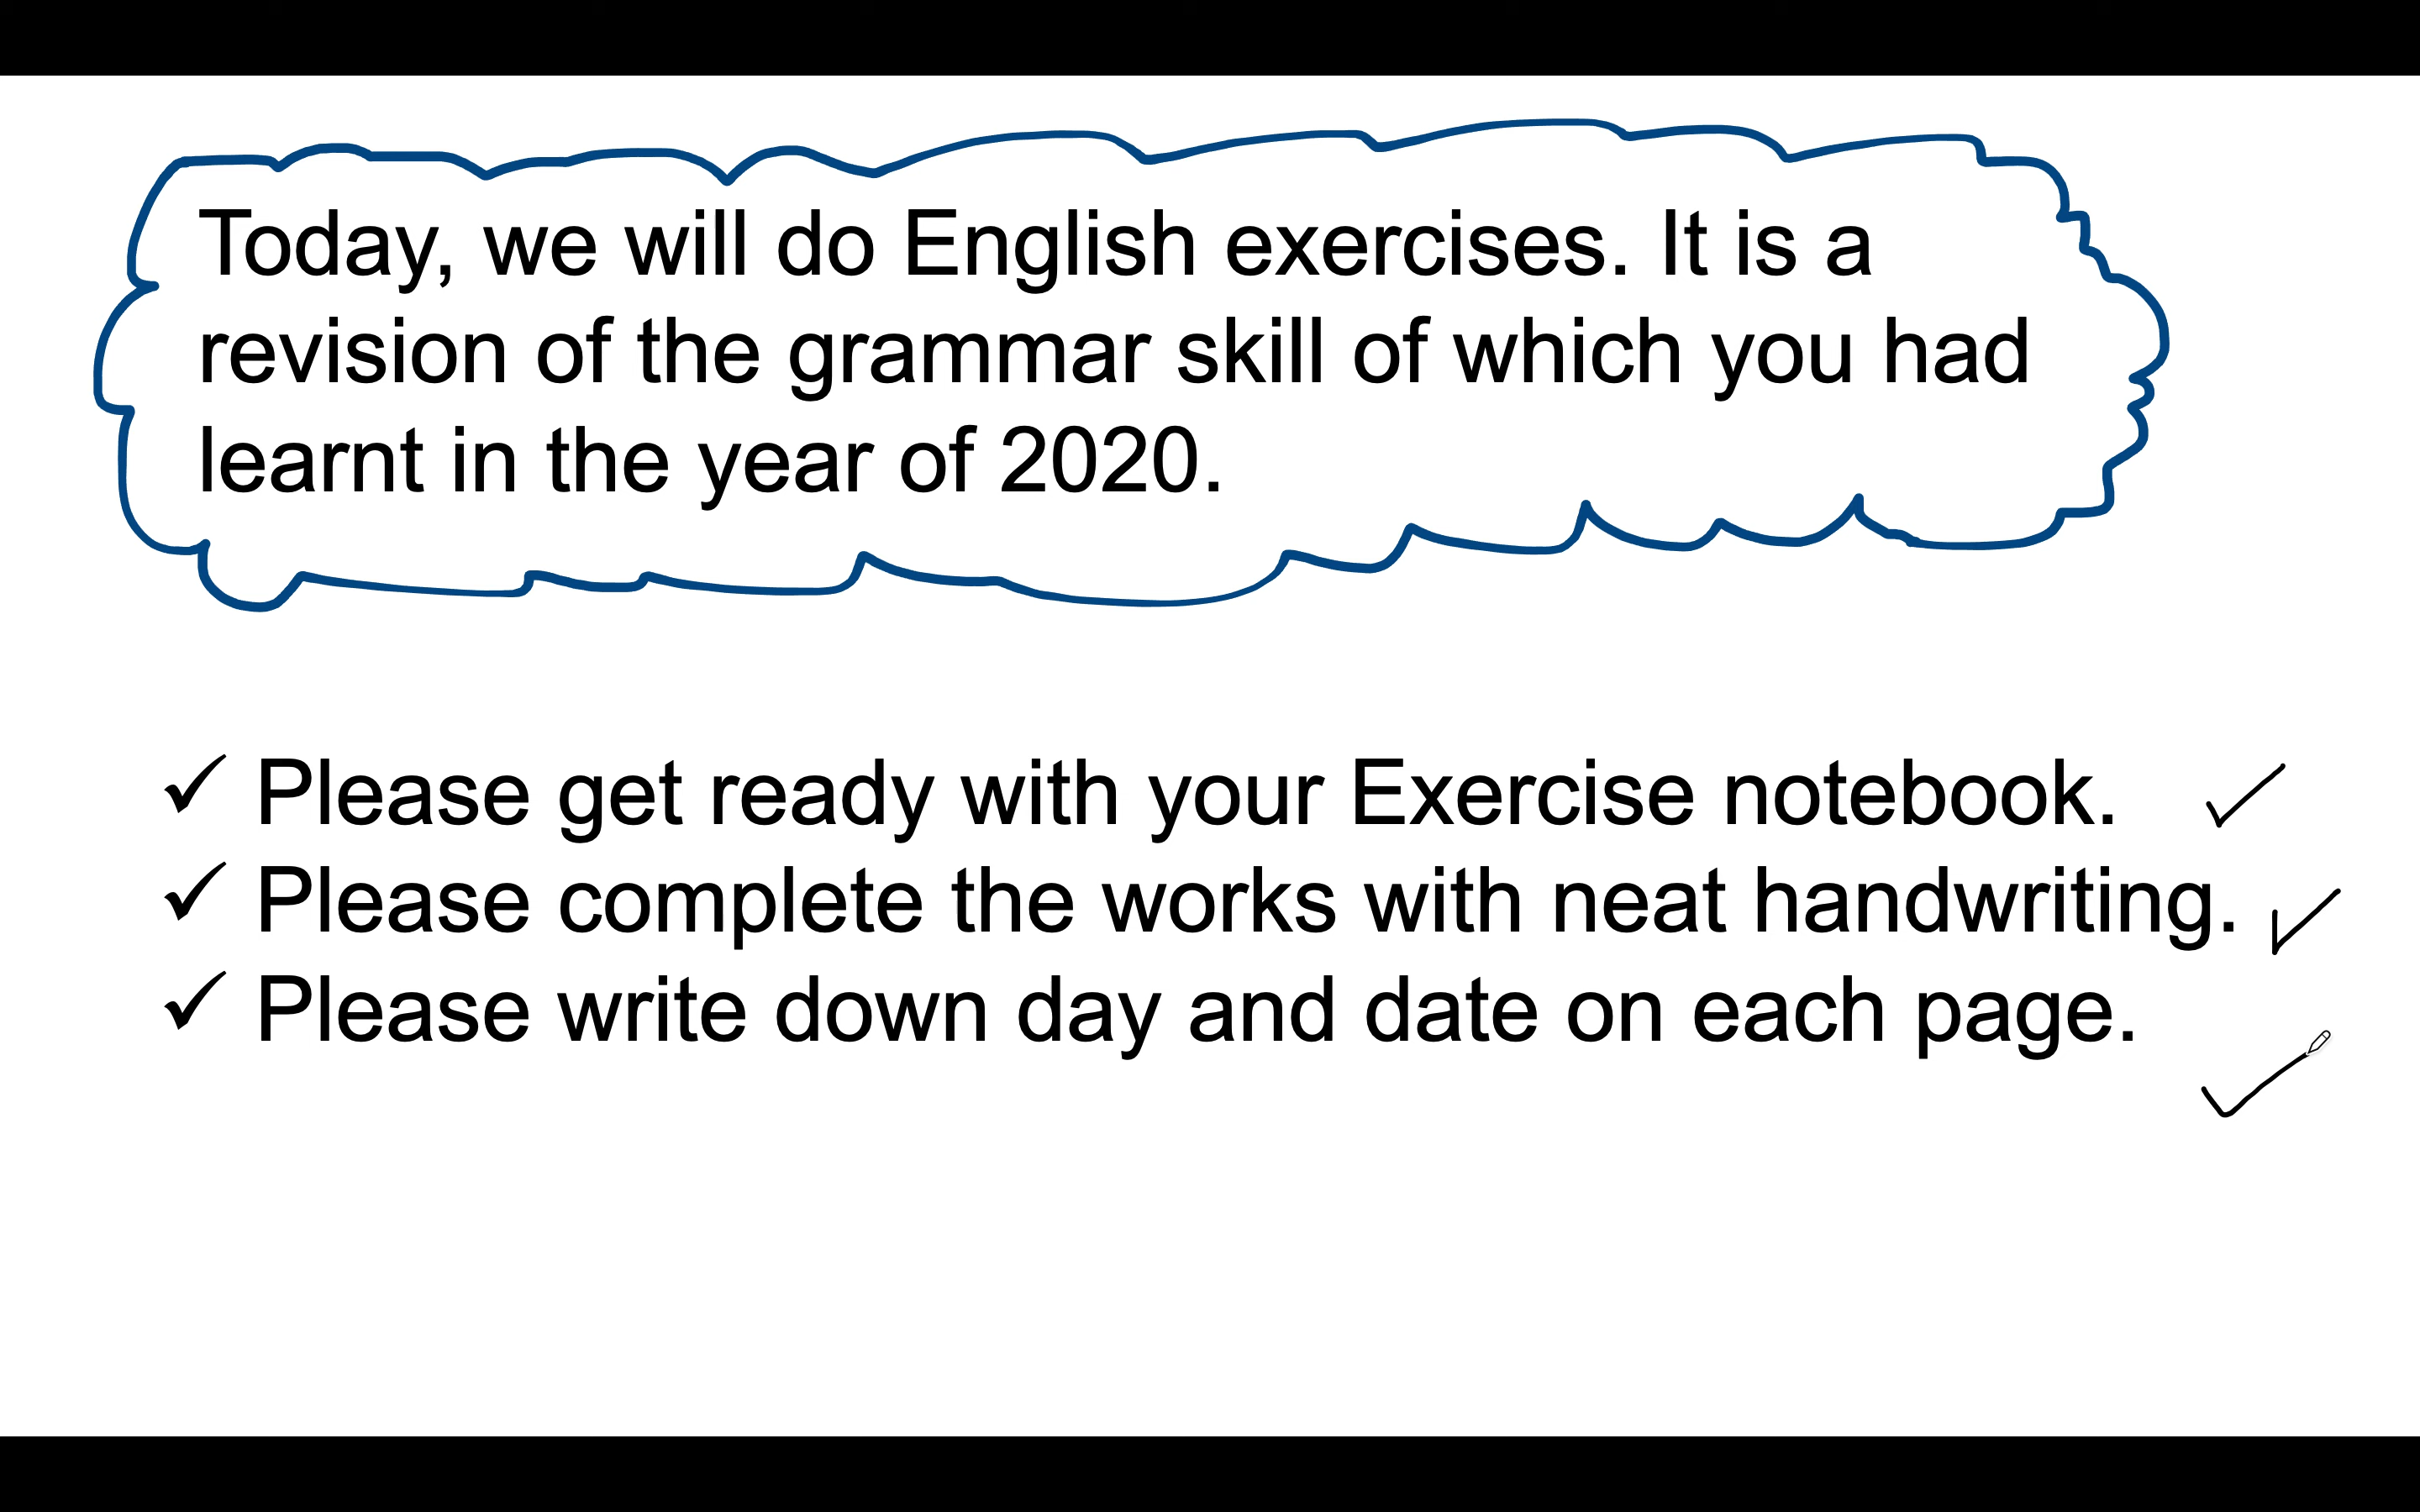 Today, we will do English exercises. It is a
revision of the grammar skill of which you had
learnt in the year of 2020.
✓ Please get ready with your Exercise notebook.
✓ Please complete the works with neat handwriting.
✓ Please write down day and date on each page.